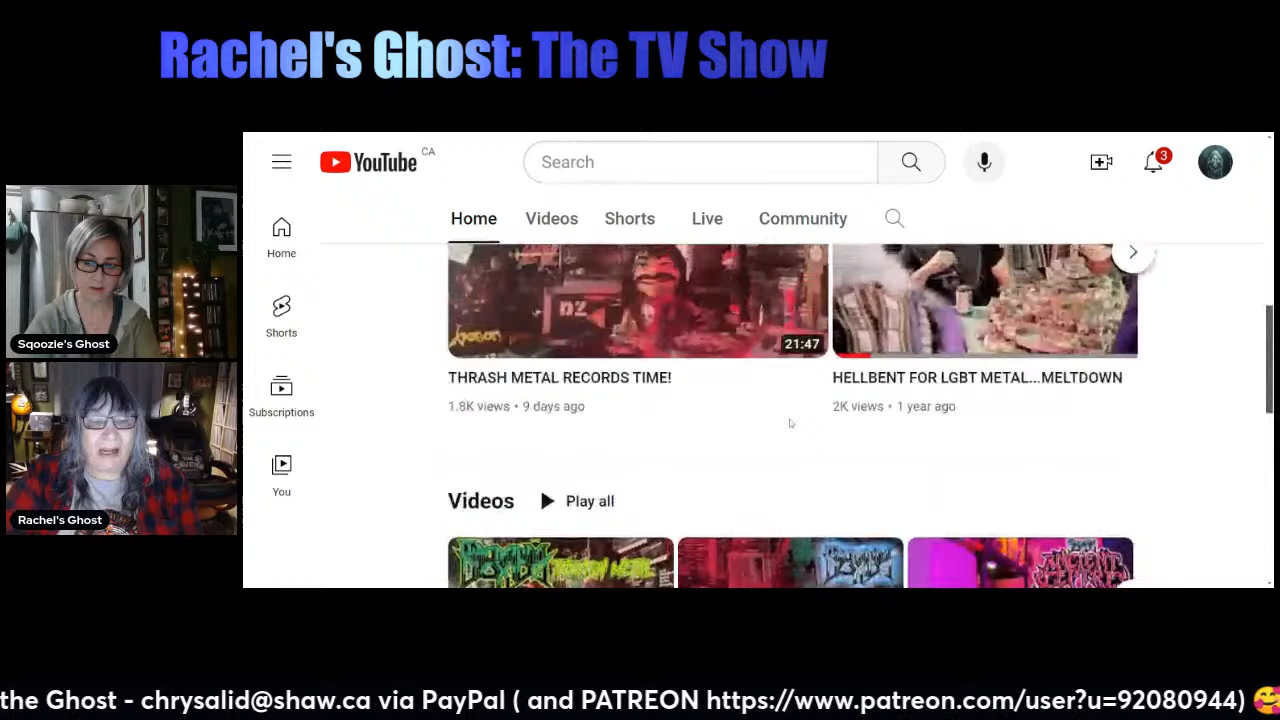 Rachel's Ghost: The TV Show
YouTube CA
Search
3
Home
Videos
Shorts
Live
Community
Home
Shorts
Subscriptions
You
21:47
THRASH METAL RECORDS TIME!
1.8K views • 9 days ago
HELLBENT FOR LGBT METAL...MELTDOWN
2K views • 1 year ago
Videos
Play all
ANCIENT
Sqoozie's Ghost
Rachel's Ghost
the Ghost - chrysalid@shaw.ca via PayPal ( and PATREON https://www.patreon.com/user?u=92080944) 🥰